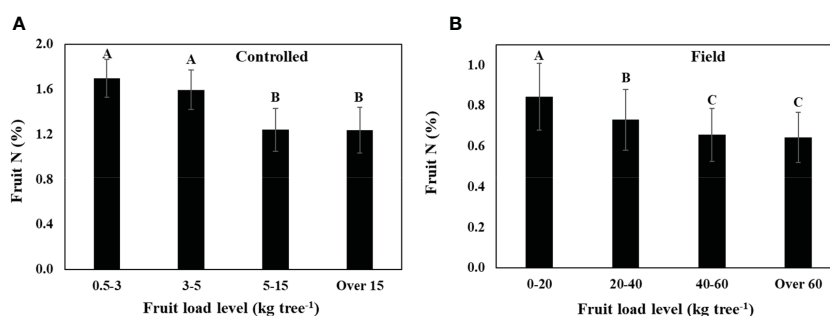 A
Controlled
Fruit N (%)
2.0
1.6
1.2
0.8
0.4
0.0
A
A
B
B
0.5-3 3-5 5-15 Over 15
Fruit load level (kg tree⁻¹)
B
Field
Fruit N (%)
1.0
0.8
0.6
0.4
0.2
0.0
A
B
C
C
0-20 20-40 40-60 Over 60
Fruit load level (kg tree⁻¹)